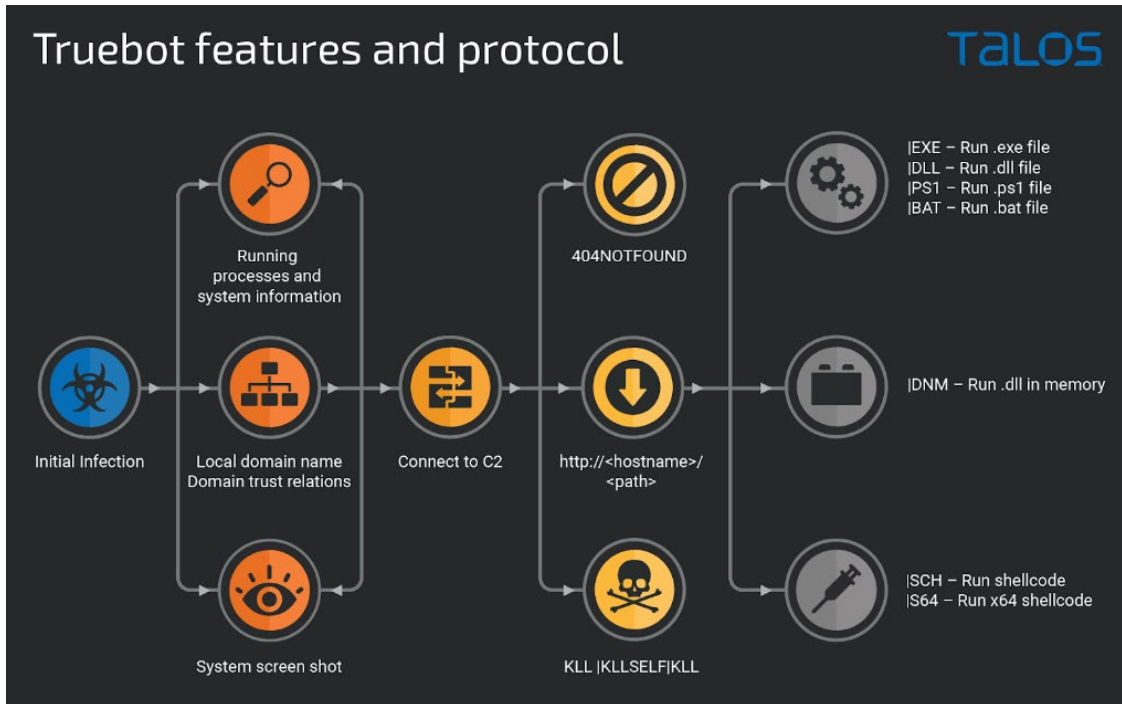 Truebot features and protocol
TALOS
Running
processes and
system information
404NOTFOUND
|EXE – Run .exe file
|DLL – Run .dll file
|PS1 – Run .ps1 file
|BAT – Run .bat file
Initial Infection
Local domain name
Domain trust relations
Connect to C2
http://<hostname>/
<path>
|DNM – Run .dll in memory
System screen shot
KLL |KLLSELF|KLL
|SCH – Run shellcode
|S64 – Run x64 shellcode